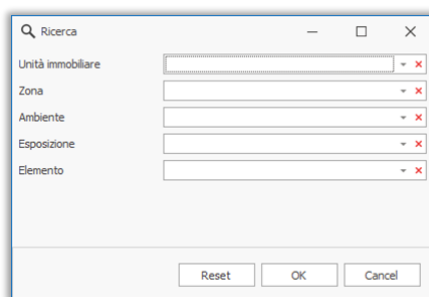 Ricerca
Unità immobiliare
Zona
Ambiente
Esposizione
Elemento
Reset OK Cancel